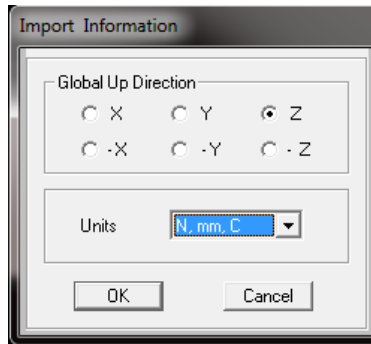 Import Information
Global Up Direction
X Y Z
-X -Y - Z
Units N, mm, C
OK Cancel